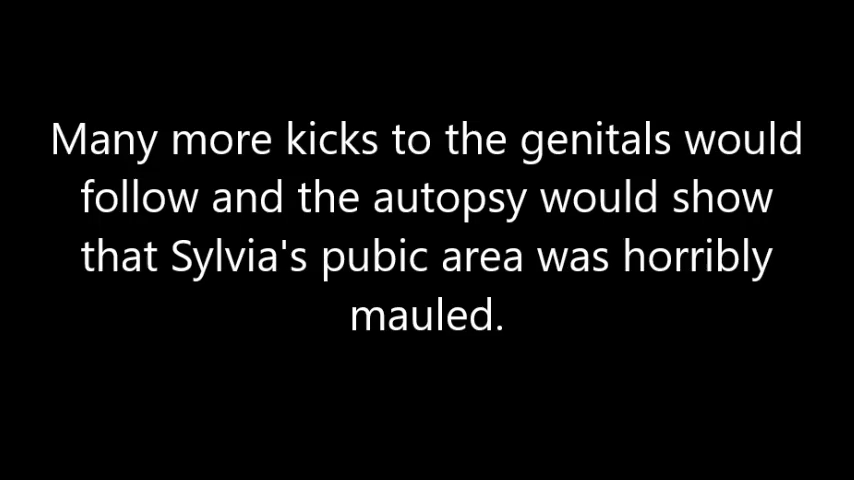 Many more kicks to the genitals would
follow and the autopsy would show
that Sylvia's pubic area was horribly
mauled.